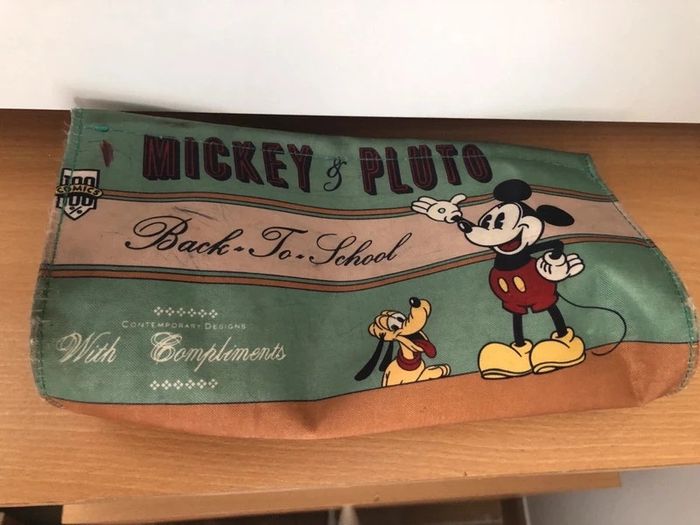 MICKEY & PLUTO
100
COMICS
%
Back-To-School
CONTEMPORARY DESIGNS
With Compliments